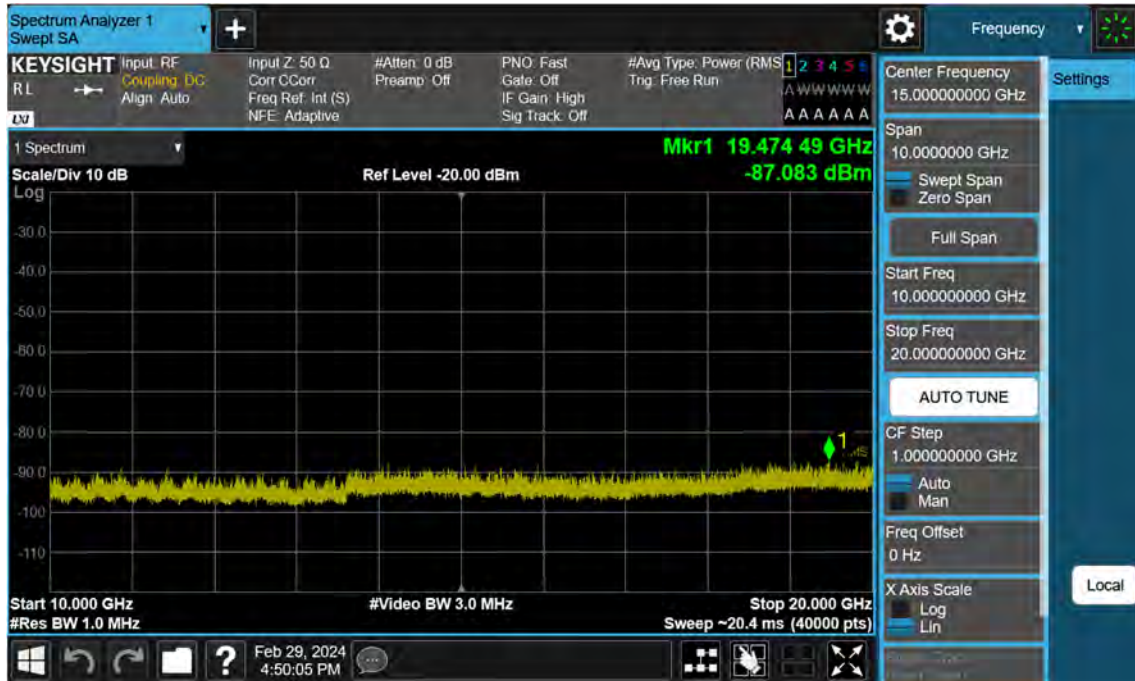 Spectrum Analyzer 1
Swept SA
+
Frequency
KEYSIGHT
RL
LXI
Input: RF
Coupling: DC
Align: Auto
Input Z: 50 Ω
Corr CCorr
Freq Ref: Int (S)
NFE: Adaptive
#Atten: 0 dB
Preamp: Off
PNO: Fast
Gate: Off
IF Gain: High
Sig Track: Off
#Avg Type: Power (RMS
Trig: Free Run
1 2 3 4 5 6
A W W W W W
A A A A A A
1 Spectrum
Mkr1 19.474 49 GHz
Scale/Div 10 dB
Ref Level -20.00 dBm
-87.083 dBm
Log
-30.0
-40.0
-50.0
-60.0
-70.0
-80.0
-90.0
-100
-110
1
Start 10.000 GHz
#Video BW 3.0 MHz
Stop 20.000 GHz
#Res BW 1.0 MHz
Sweep ~20.4 ms (40000 pts)
?
Feb 29, 2024
4:50:05 PM
Center Frequency
15.000000000 GHz
Span
10.0000000 GHz
Swept Span
Zero Span
Full Span
Start Freq
10.000000000 GHz
Stop Freq
20.000000000 GHz
AUTO TUNE
CF Step
1.000000000 GHz
Auto
Man
Freq Offset
0 Hz
X Axis Scale
Log
Lin
Settings
Local